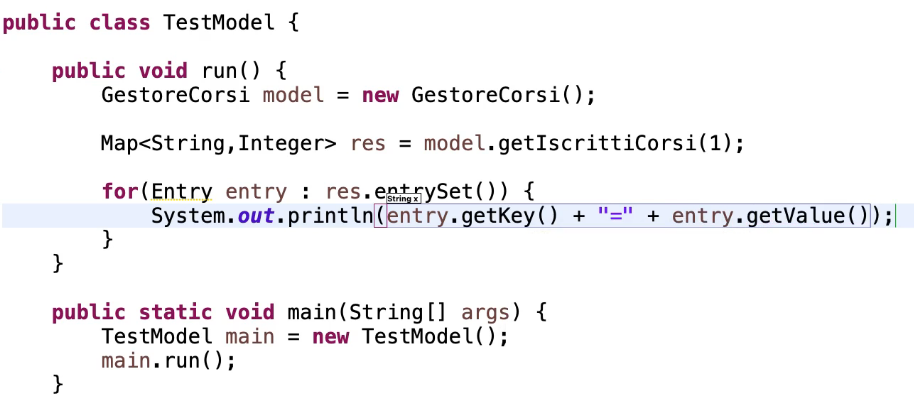 public class TestModel {
public void run() {
GestoreCorsi model = new GestoreCorsi();
Map<String,Integer> res = model.getIscrittiCorsi(1);
for(Entry entry : res.entrySet()) {
String x
System.out.println(entry.getKey() + "=" + entry.getValue());
}
}
public static void main(String[] args) {
TestModel main = new TestModel();
main.run();
}